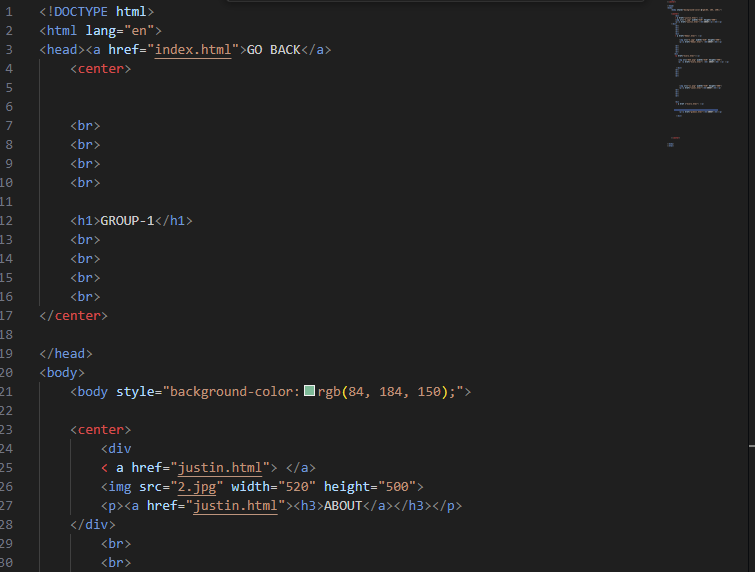 1 <!DOCTYPE html>
2 <html lang="en">
3 <head><a href="index.html">GO BACK</a>
4 <center>
5
6
7 <br>
8 <br>
9 <br>
10 <br>
11
12 <h1>GROUP-1</h1>
13 <br>
14 <br>
15 <br>
16 <br>
17 </center>
18
19 </head>
20 <body>
21 <body style="background-color: rgb(84, 184, 150);">
22
23 <center>
24 <div
25 < a href="justin.html"> </a>
26 <img src="2.jpg" width="520" height="500">
27 <p><a href="justin.html"><h3>ABOUT</a></h3></p>
28 </div>
29 <br>
30 <br>